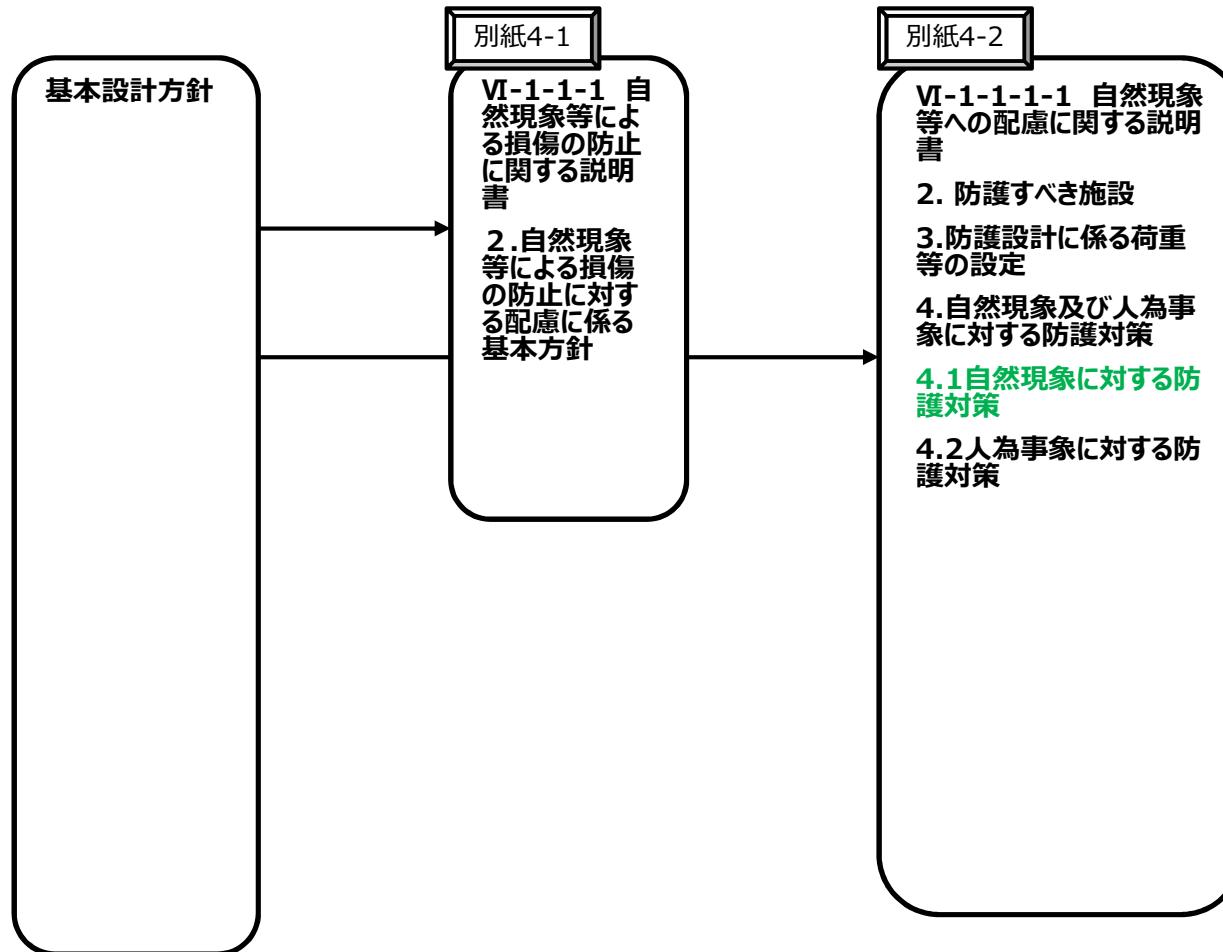 基本設計方針
別紙4-1
Ⅵ-1-1-1 自
然現象等によ
る損傷の防止
に関する説明
書
２.自然現象
等による損傷
の防止に対す
る配慮に係る
基本方針
別紙4-2
Ⅵ-1-1-1-1 自然現象
等への配慮に関する説明
書
2. 防護すべき施設
3.防護設計に係る荷重
等の設定
4.自然現象及び人為事
象に対する防護対策
4.1自然現象に対する防
護対策
4.2人為事象に対する防
護対策